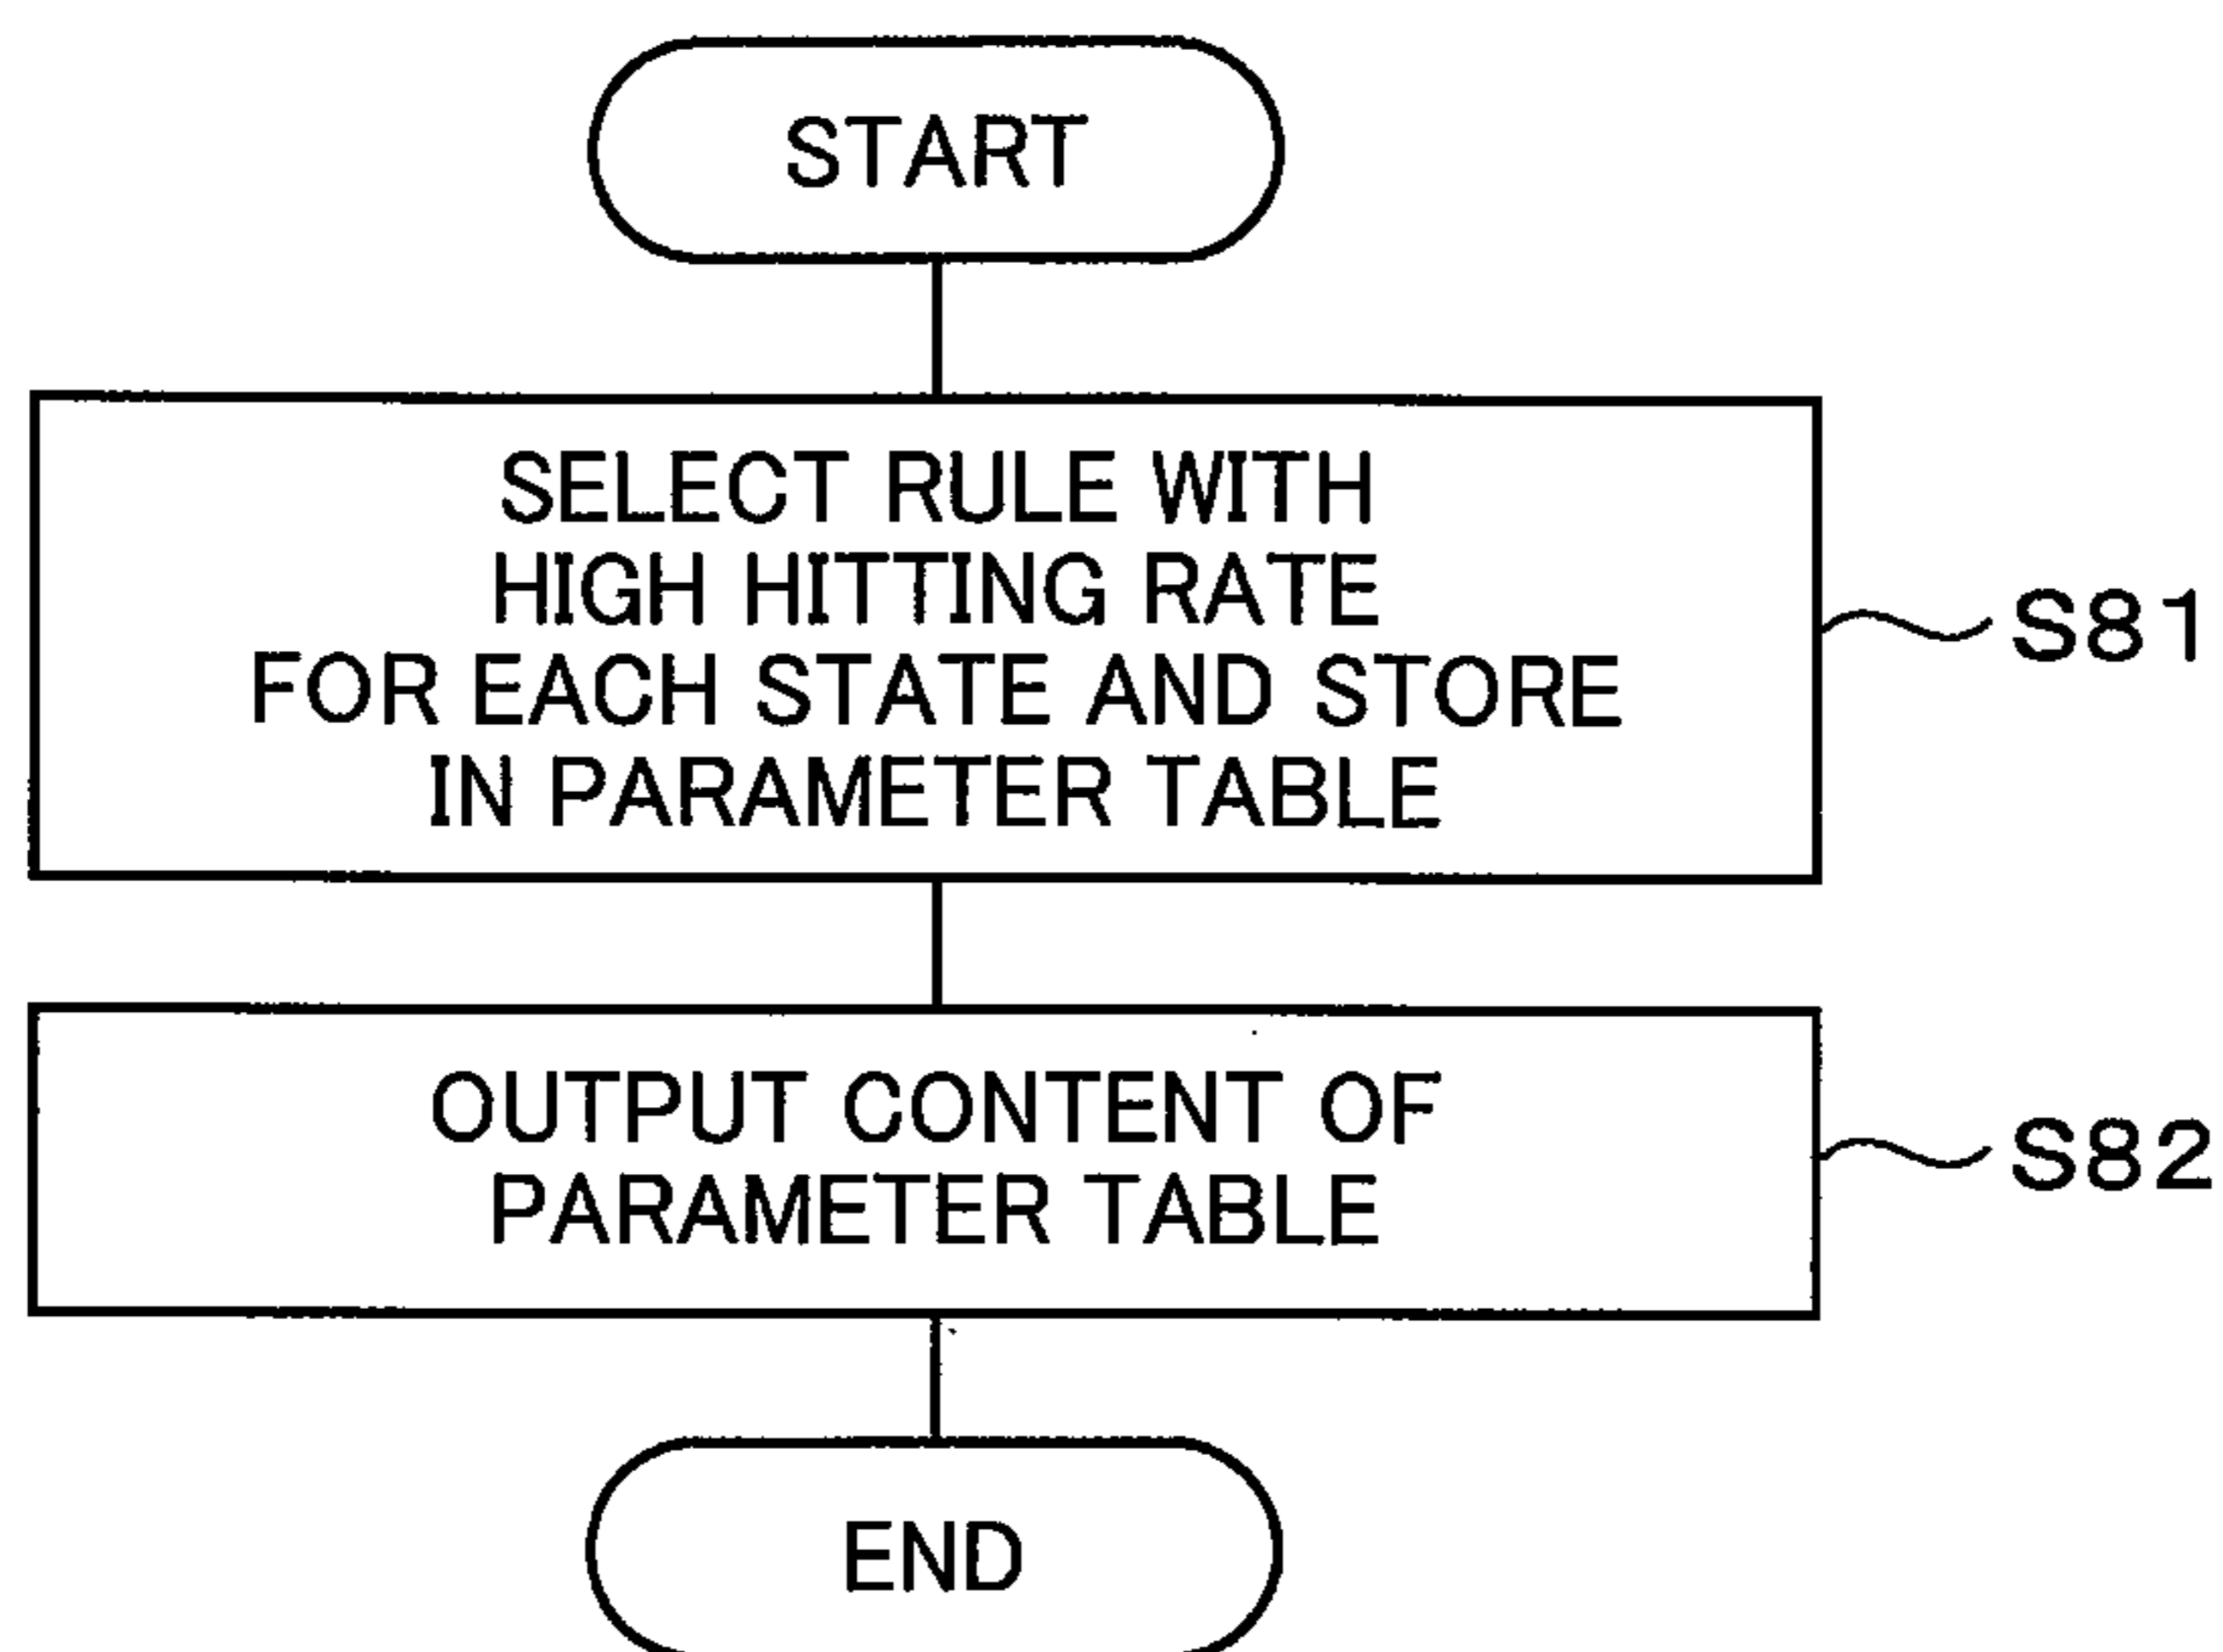 START
SELECT RULE WITH
HIGH HITTING RATE
FOR EACH STATE AND STORE
IN PARAMETER TABLE
S81
OUTPUT CONTENT OF
PARAMETER TABLE
S82
END